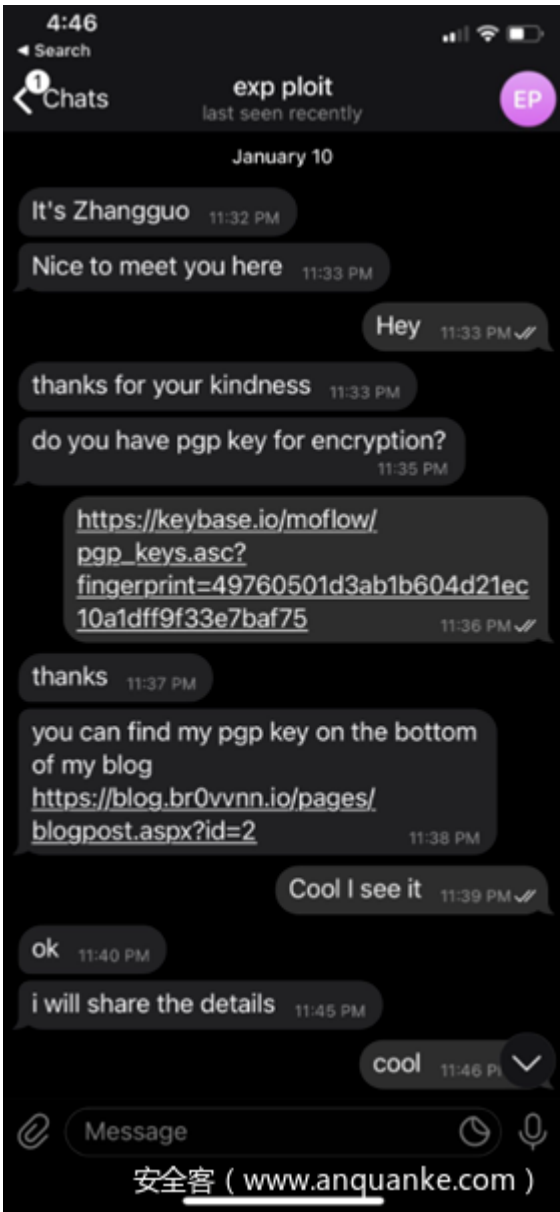 4:46
Search
1
Chats
exp ploit
last seen recently
EP
January 10
It's Zhangguo 11:32 PM
Nice to meet you here 11:33 PM
Hey 11:33 PM
thanks for your kindness 11:33 PM
do you have pgp key for encryption?
11:35 PM
https://keybase.io/moflow/
pgp_keys.asc?
fingerprint=49760501d3ab1b604d21ec
10a1dff9f33e7baf75 11:36 PM
thanks 11:37 PM
you can find my pgp key on the bottom
of my blog
https://blog.br0vvnn.io/pages/
blogpost.aspx?id=2 11:38 PM
Cool I see it 11:39 PM
ok 11:40 PM
i will share the details 11:45 PM
cool 11:46
Message
安全客（www.anquanke.com）